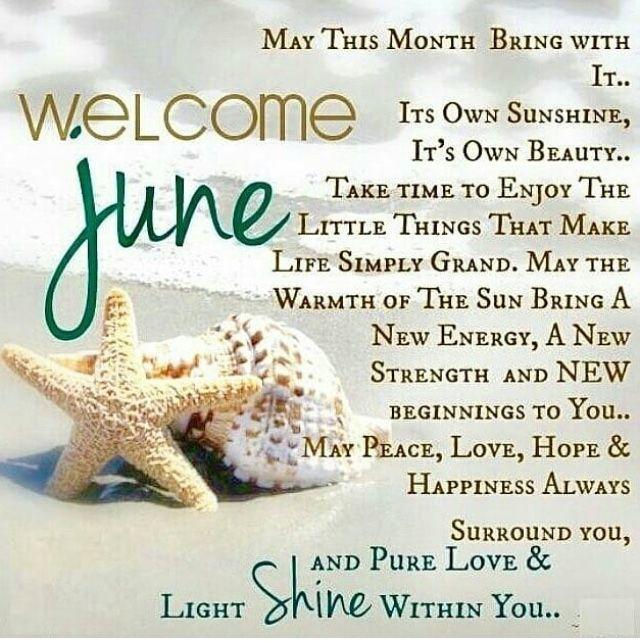 Welcome
june
May This Month Bring with
It..
Its Own Sunshine,
It's Own Beauty..
Take time to Enjoy The
Little Things That Make
Life Simply Grand. May the
Warmth of The Sun Bring A
New Energy, A New
Strength and NEW
beginnings to You..
May Peace, Love, Hope &
Happiness Always
Surround you,
and Pure Love &
Light Shine Within You..